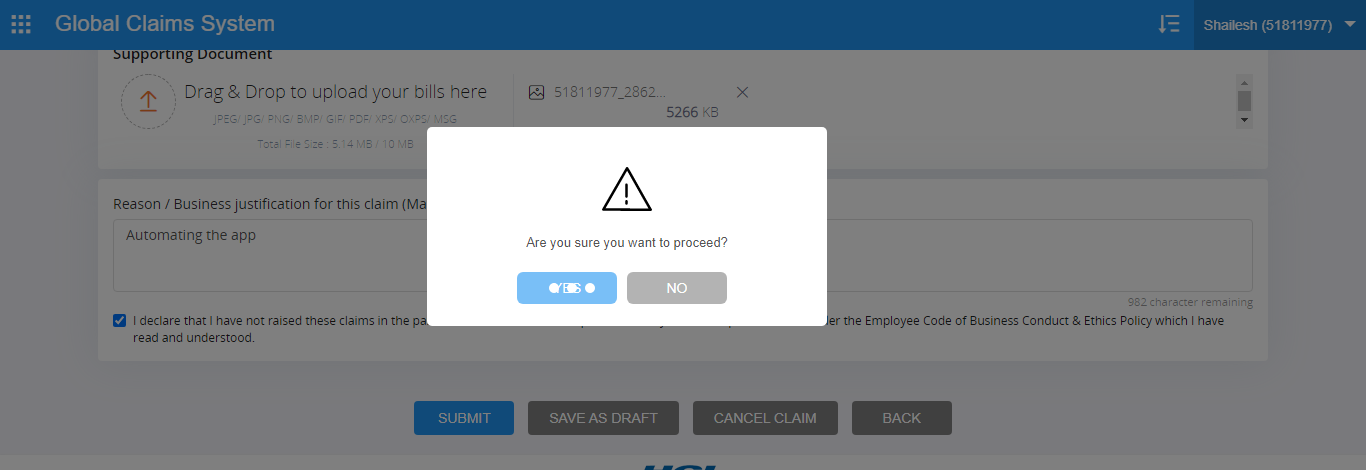 Global Claims System
Shailesh (51811977)
Supporting Document
Drag & Drop to upload your bills here
JPEG/ JPG/ PNG/ BMP/ GIF/ PDF/ XPS/ OXPS/ MSG
Total File Size : 5.14 MB / 10 MB
51811977_2862...
5266 KB
Reason / Business justification for this claim (Ma
Automating the app
982 character remaining
Are you sure you want to proceed?
YES
NO
I declare that I have not raised these claims in the pa
der the Employee Code of Business Conduct & Ethics Policy which I have
read and understood.
SUBMIT
SAVE AS DRAFT
CANCEL CLAIM
BACK